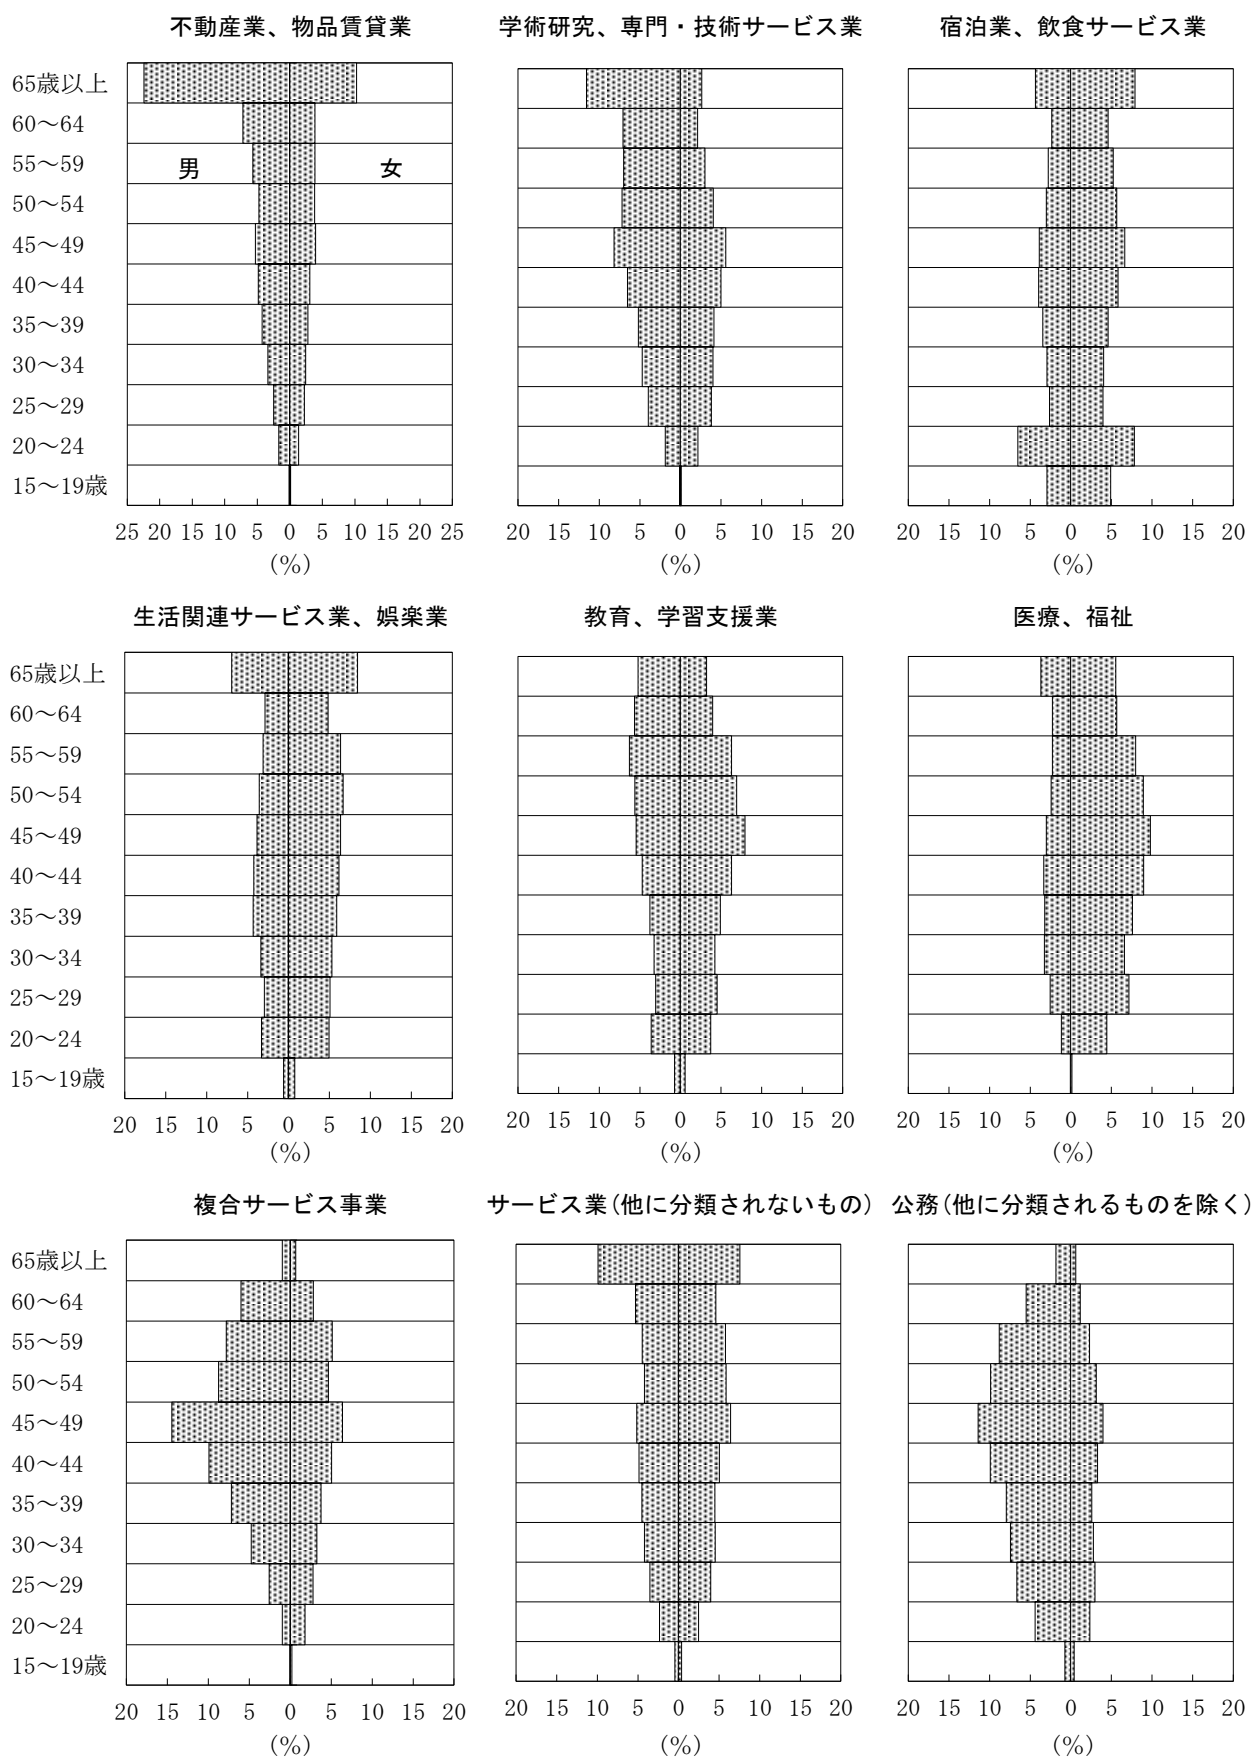 不動産業、物品賃貸業
65歳以上
60～64
55～59
50～54
45～49
40～44
35～39
30～34
25～29
20～24
15～19歳
男
女
25 20 15 10 5 0 5 10 15 20 25
(%)
学術研究、専門・技術サービス業
20 15 10 5 0 5 10 15 20
(%)
宿泊業、飲食サービス業
20 15 10 5 0 5 10 15 20
(%)
生活関連サービス業、娯楽業
65歳以上
60～64
55～59
50～54
45～49
40～44
35～39
30～34
25～29
20～24
15～19歳
20 15 10 5 0 5 10 15 20
(%)
教育、学習支援業
20 15 10 5 0 5 10 15 20
(%)
医療、福祉
20 15 10 5 0 5 10 15 20
(%)
複合サービス事業
65歳以上
60～64
55～59
50～54
45～49
40～44
35～39
30～34
25～29
20～24
15～19歳
20 15 10 5 0 5 10 15 20
(%)
サービス業(他に分類されないもの)
20 15 10 5 0 5 10 15 20
(%)
公務(他に分類されるものを除く)
20 15 10 5 0 5 10 15 20
(%)